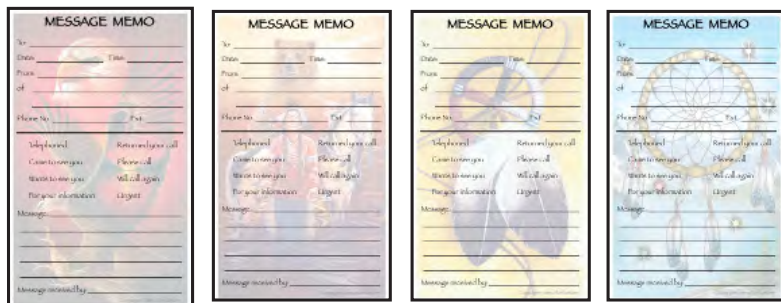 MESSAGE MEMO
To:
Date: Time:
From:
of
Phone No. Ext.
Telephoned Returned your call
Came to see you Please call
Wants to see you Will call again
For your information Urgent
Message:
Message received by:
MESSAGE MEMO
To:
Date: Time:
From:
of
Phone No. Ext.
Telephoned Returned your call
Came to see you Please call
Wants to see you Will call again
For your information Urgent
Message:
Message received by:
MESSAGE MEMO
To:
Date: Time:
From:
of
Phone No. Ext.
Telephoned Returned your call
Came to see you Please call
Wants to see you Will call again
For your information Urgent
Message:
Message received by:
MESSAGE MEMO
To:
Date: Time:
From:
of
Phone No. Ext.
Telephoned Returned your call
Came to see you Please call
Wants to see you Will call again
For your information Urgent
Message:
Message received by: